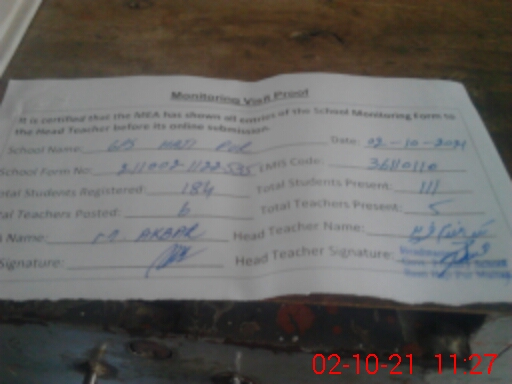 Monitoring Visit Proof
It is certified that the MEA has shown all entries of the School Monitoring Form to
the Head Teacher before its online submission.
School Name: GPS Date: 02-10-2021
School Form No: EMIS Code: 36110110
Total Students Registered: 184 Total Students Present: 111
Total Teachers Posted: 6 Total Teachers Present: 5
Name: M. AKBAR Head Teacher Name:
Signature: Head Teacher Signature:
02-10-21 11:27